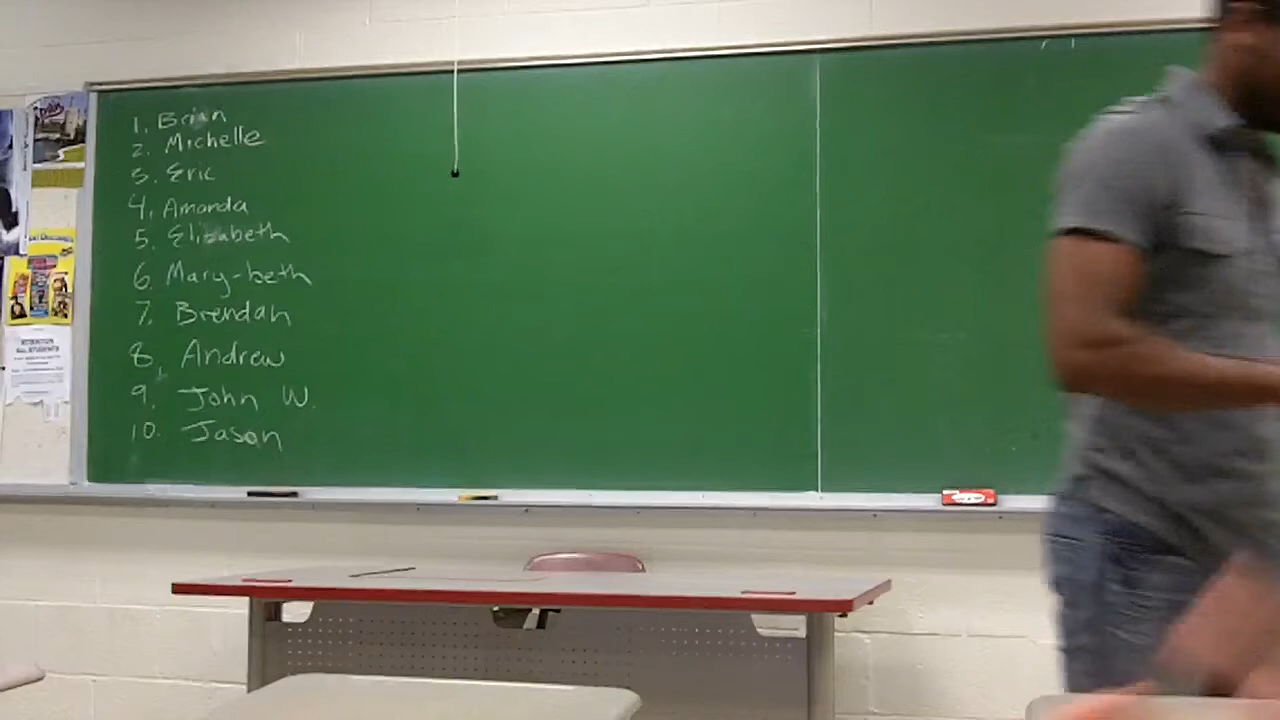 1. Brian
2. Michelle
3. Eric
4. Amanda
5. Elizabeth
6. Mary-beth
7. Brendan
8. Andrew
9. John W.
10. Jason